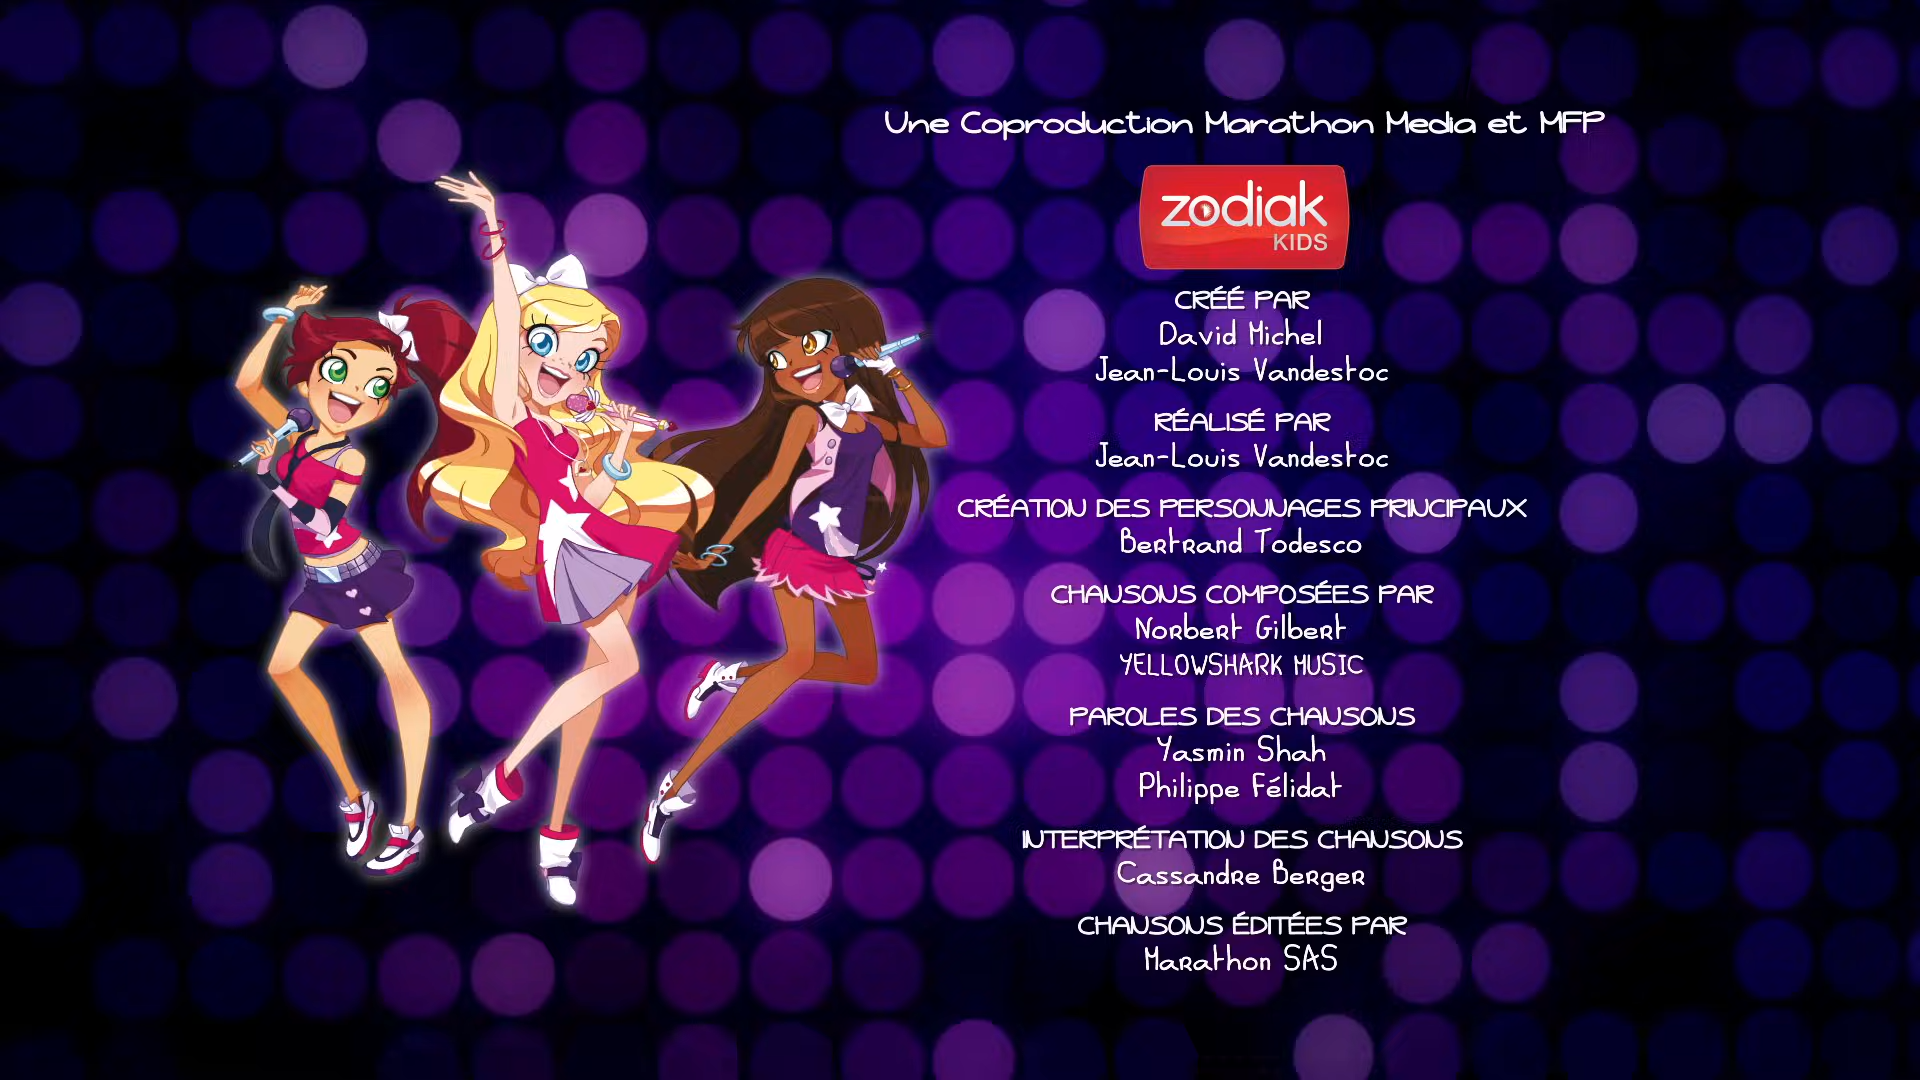 Une Coproduction Marathon Media et MFP
zodiak
KIDS
CRÉÉ PAR
David Michel
Jean-Louis Vandestoc
RÉALISÉ PAR
Jean-Louis Vandestoc
CRÉATION DES PERSONNAGES PRINCIPAUX
Bertrand Todesco
CHANSONS COMPOSÉES PAR
Norbert Gilbert
YELLOWSHARK MUSIC
PAROLES DES CHANSONS
Yasmin Shah
Philippe Félidat
INTERPRÉTATION DES CHANSONS
Cassandre Berger
CHANSONS ÉDITÉES PAR
Marathon SAS